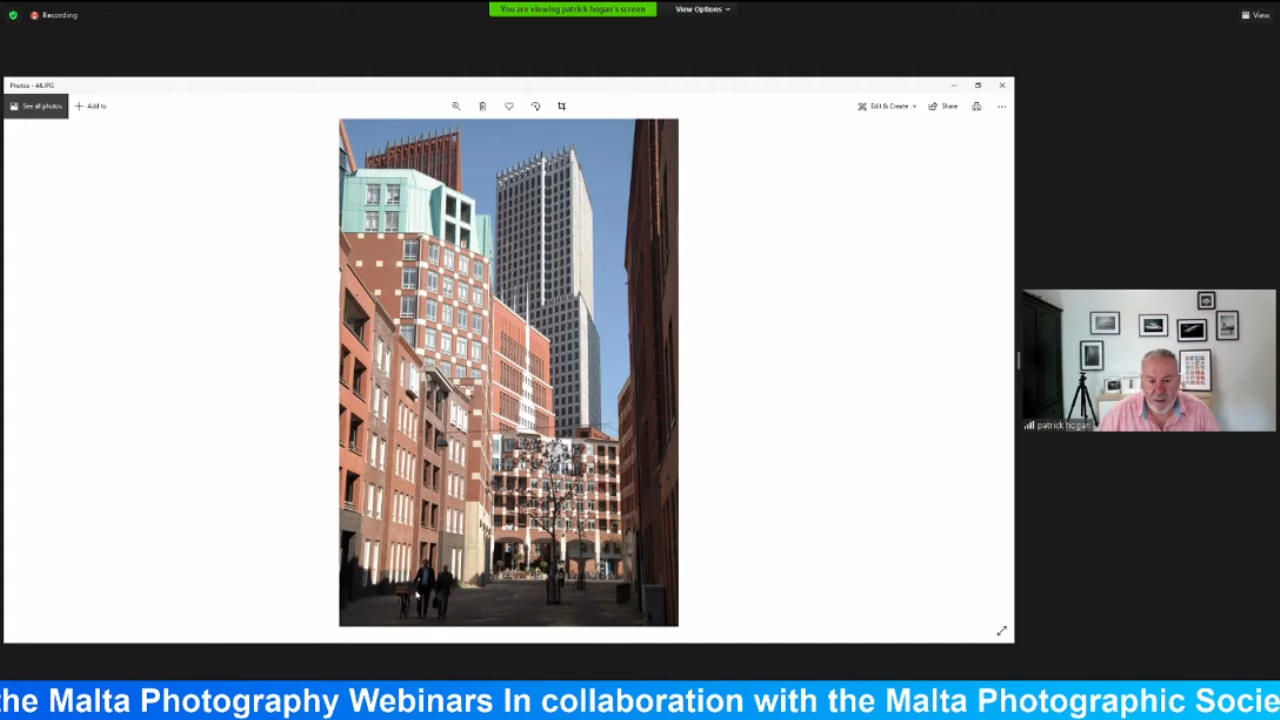 You are viewing patrick hogan's screen
View Options
Recording
View
Photos - 44.JPG
See all photos
Add to
Edit & Create
Share
patrick hogan
the Malta Photography Webinars In collaboration with the Malta Photographic Socie